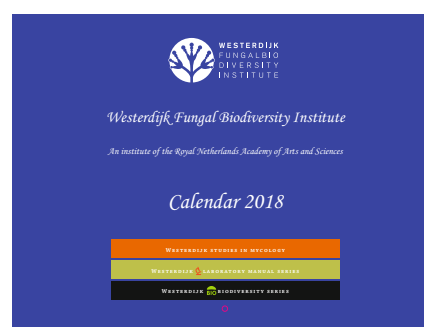 WESTERDIJK
FUNGALBIO
DIVERSITY
INSTITUTE
Westerdijk Fungal Biodiversity Institute
An institute of the Royal Netherlands Academy of Arts and Sciences
Calendar 2018
Westerdijk studies in mycology
Westerdijk laboratory manual series
Westerdijk BIO biodiversity series